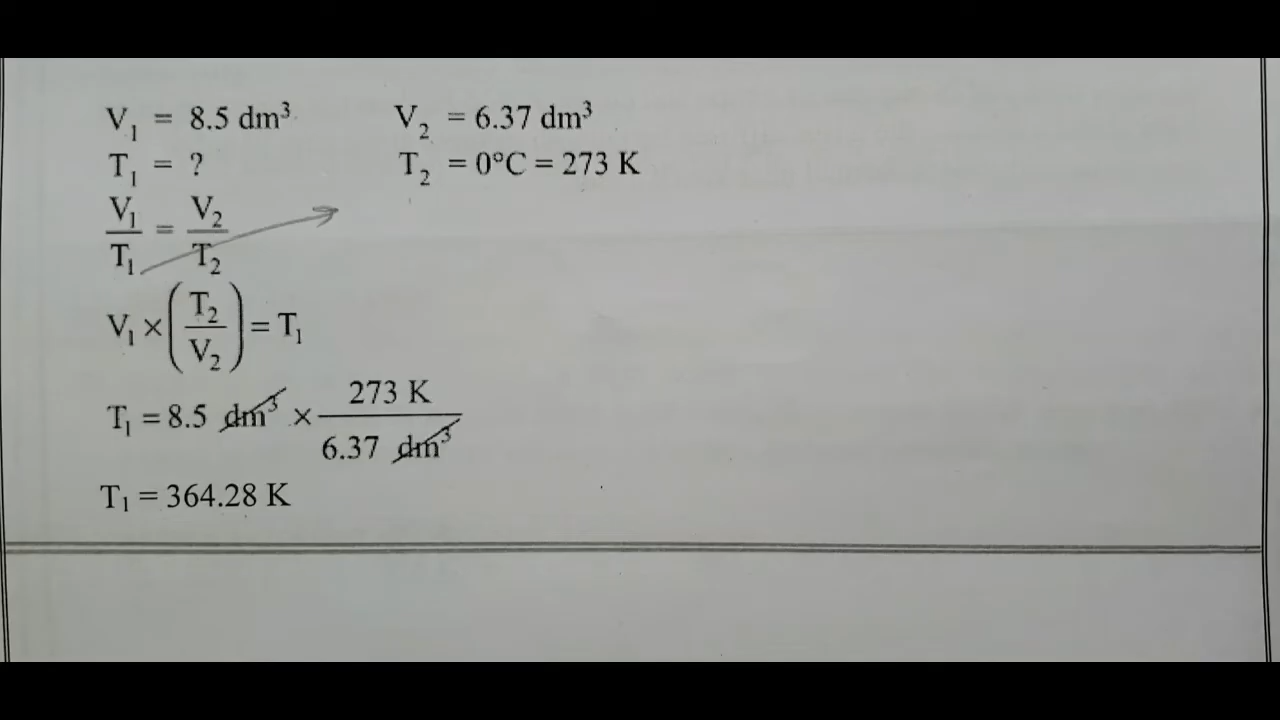 V₁ = 8.5 dm³ V₂ = 6.37 dm³
T₁ = ? T₂ = 0°C = 273 K
V₁/T₁ = V₂/T₂
V₁ × (T₂/V₂) = T₁
T₁ = 8.5 dm³ × 273 K / 6.37 dm³
T₁ = 364.28 K